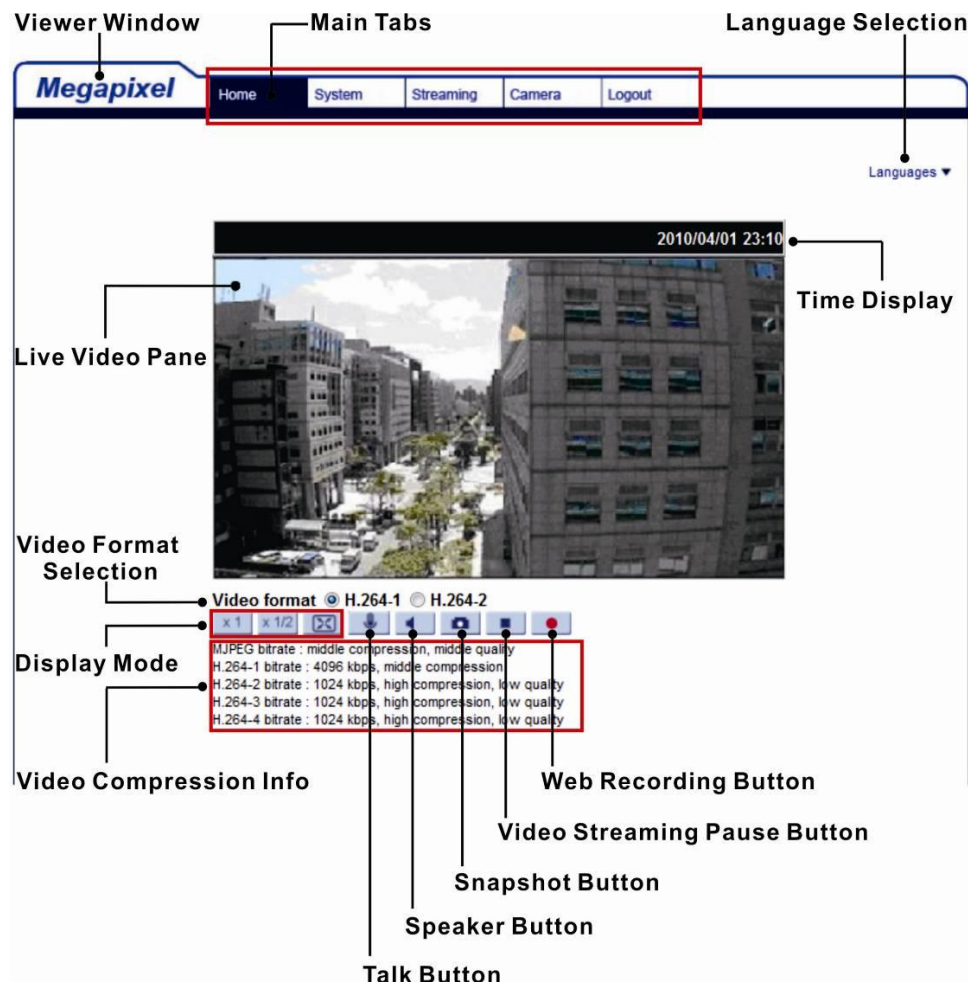 Viewer Window
Main Tabs
Language Selection
Megapixel
Home
System
Streaming
Camera
Logout
Languages ▼
2010/04/01 23:10
Time Display
Live Video Pane
Video Format
Selection
Video format H.264-1 H.264-2
x 1
x 1/2
Display Mode
MJPEG bitrate : middle compression, middle quality
H.264-1 bitrate : 4096 kbps, middle compression
H.264-2 bitrate : 1024 kbps, high compression, low quality
H.264-3 bitrate : 1024 kbps, high compression, low quality
H.264-4 bitrate : 1024 kbps, high compression, low quality
Video Compression Info
Web Recording Button
Video Streaming Pause Button
Snapshot Button
Speaker Button
Talk Button